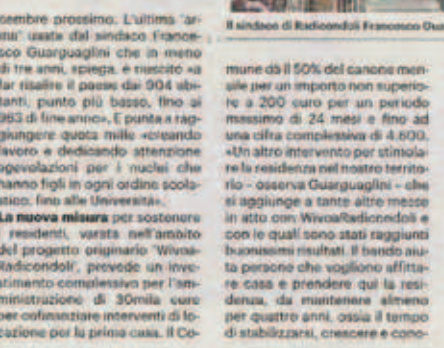 cembre prossimo. L'ultima "ar-
ma" usata dal sindaco France-
sco Guarguaglini che in meno
di tre anni, spiega, è riuscito «a
far risalire il paese dai 904 abi-
tanti, punto più basso, fino ai
963 di fine anno». E punta a rag-
giungere quota mille «creando
lavoro e dedicando attenzione
agevolazioni per i nuclei che
hanno figli in ogni ordine scola-
stico, fino alle Università».
La nuova misura per sostenere
i residenti, varata nell'ambito
del progetto originario 'Wivoa-
Radicondoli', prevede un inve-
stimento complessivo per l'am-
ministrazione di 30mila euro
per cofinanziare interventi di lo-
cazione per la prima casa. Il Co-
Il sindaco di Radicondoli Francesco Gua
mune dà il 50% del canone men-
sile per un importo non superio-
re a 200 euro per un periodo
massimo di 24 mesi e fino ad
una cifra complessiva di 4.800.
«Un altro intervento per stimola-
re la residenza nel nostro territo-
rio - osserva Guarguaglini - che
si aggiunge a tante altre messe
in atto con WivoaRadicondoli e
con le quali sono stati raggiunti
buonissimi risultati. Il bando aiu-
ta persone che vogliono affitta-
re casa e prendere qui la resi-
denza, da mantenere almeno
per quattro anni, ossia il tempo
di stabilizzarsi, crescere e cono-